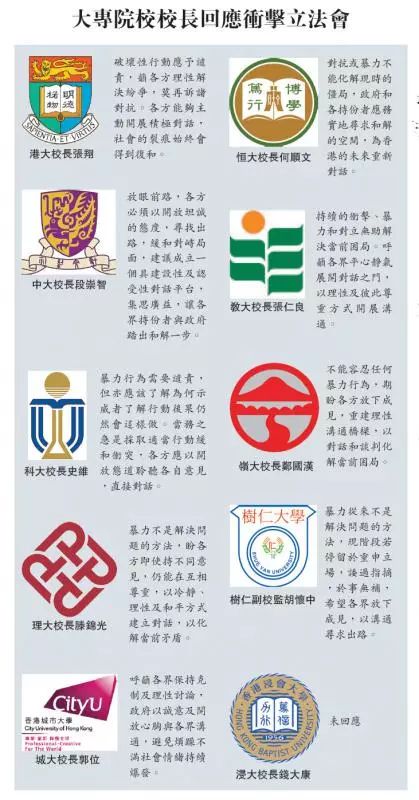 大專院校校長回應衝擊立法會
明德
格物
SAPIENTIA·ET·VIRTUS
港大校長張翔
破壞性行動應予譴
責，籲各方理性解
決紛爭，莫再訴諸
對抗。各方能夠主
動開展積極對話，
社會的裂痕始終會
得到復和。
博學
篤行
恒大校長何順文
對抗或暴力不
能化解現時的
僵局，政府和
各持份者應務
實地尋求和解
的空間，為香
港的未來重新
對話。
中大校長段崇智
放眼前路，各方
必須以開放坦誠
的態度，尋找出
路，緩和對峙局
面，建議成立一
個具建設性及認
受性對話平台，
集思廣益，讓各
界持份者與政府
踏出和解一步。
教大校長張仁良
持續的衝擊、暴
力和對立無助解
決當前困局。呼
籲各界平心靜氣
展開對話之門，
以理性及彼此尊
重方式開展溝
通。
科大校長史維
暴力行為需要譴責，
但亦應該了解為何示
威者了解行動後果仍
然會這樣做。當務之
急是採取適當行動緩
和衝突，各方應以開
放態道聆聽各自意見
，直接對話。
嶺大校長鄭國漢
不能容忍任何
暴力行為，期
盼各方放下成
見，重建理性
溝通橋樑，以
對話和談判化
解當前困局。
理大校長滕錦光
暴力不是解決問
題的方法，盼各
方即使持不同意
見，仍能在互相
尊重，以冷靜、
理性及和平方式
建立對話，以化
解當前矛盾。
樹仁大學
SHUE YAN UNIVERSITY
樹仁副校監胡懷中
暴力從來不是
解決問題的方
法，現階段若
停留於重申立
場，諉過指摘
，於事無補，
希望各界放下
成見，以溝通
尋求出路。
CityU
香港城市大學
City University of Hong Kong
專業·創新 胸懷全球
Professional·Creative
For The World
城大校長郭位
呼籲各界保持克
制及理性討論，
政府以誠意及開
放心胸與各界溝
通，避免煩躁不
滿社會情緒持續
爆發。
香港浸會大學
HONG KONG BAPTIST UNIVERSITY
1956
浸大校長錢大康
未回應